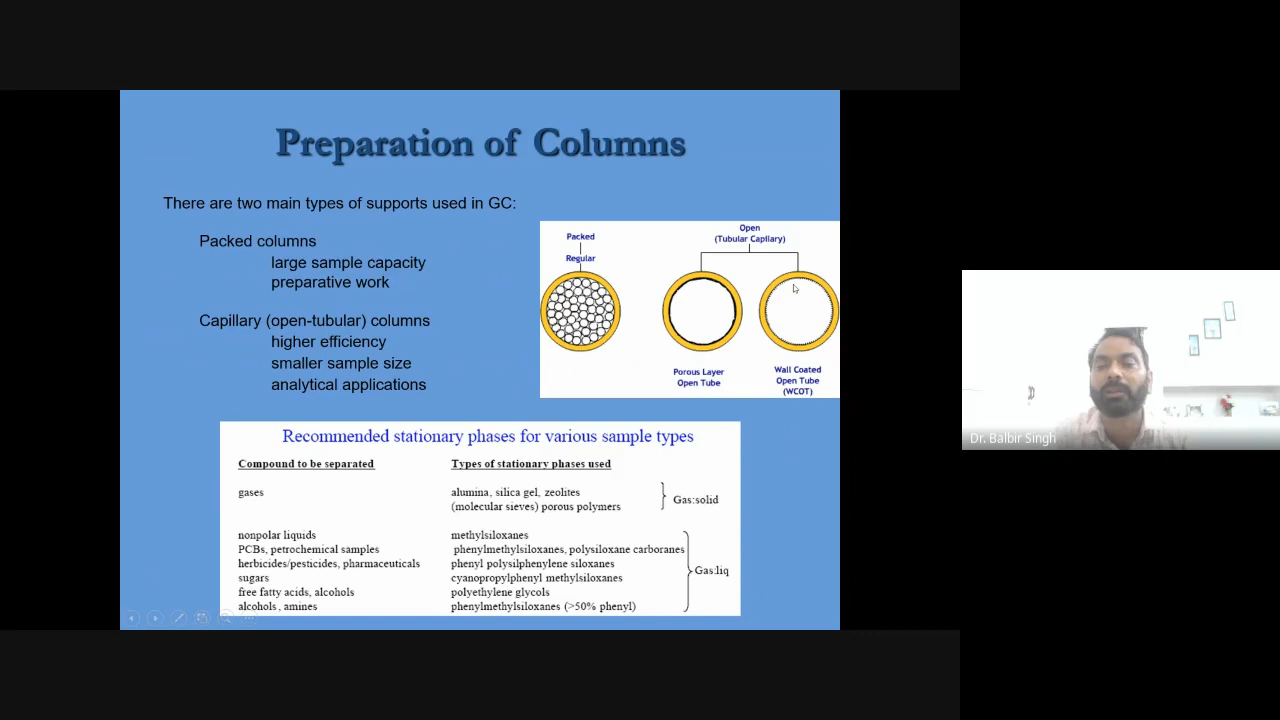 Preparation of Columns
There are two main types of supports used in GC:
Packed columns
large sample capacity
preparative work
Capillary (open-tubular) columns
higher efficiency
smaller sample size
analytical applications
Packed
Regular
Open
(Tubular Capilary)
Porous Layer
Open Tube
Wall Coated
Open Tube
(WCOT)
Recommended stationary phases for various sample types
Compound to be separated Types of stationary phases used
gases alumina, silica gel, zeolites
(molecular sieves) porous polymers
Gas:solid
nonpolar liquids methylsiloxanes
PCBs, petrochemical samples phenylmethylsiloxanes, polysiloxane carboranes
herbicides/pesticides, pharmaceuticals phenyl polysilphenylene siloxanes
sugars cyanopropylphenyl methylsiloxanes
free fatty acids, alcohols polyethylene glycols
alcohols, amines phenylmethylsiloxanes (>50% phenyl)
Gas:liq
Dr. Balbir Singh